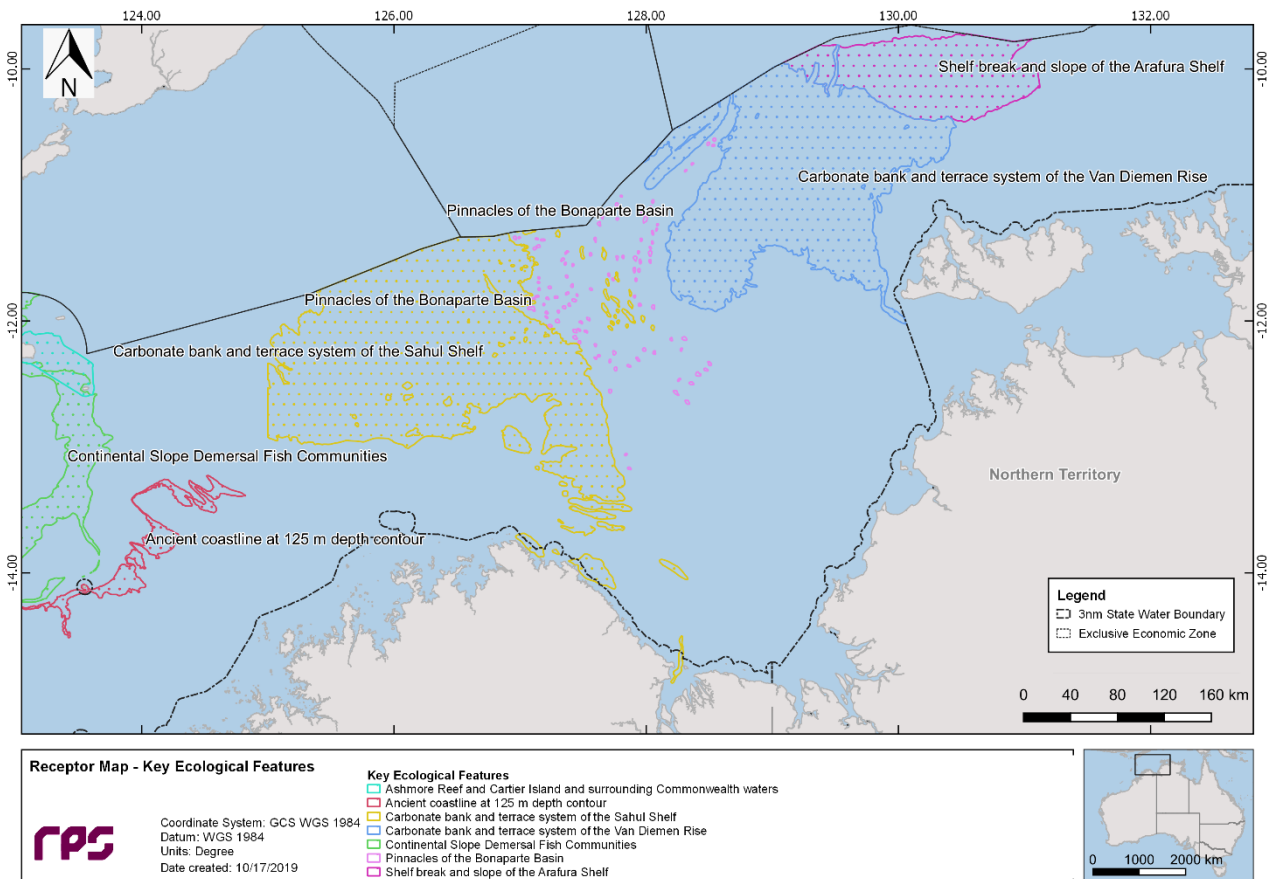 124.00
126.00
128.00
130.00
132.00
-10.00
-10.00
N
Shelf break and slope of the Arafura Shelf
Carbonate bank and terrace system of the Van Diemen Rise
Pinnacles of the Bonaparte Basin
Pinnacles of the Bonaparte Basin
-12.00
-12.00
Carbonate bank and terrace system of the Sahul Shelf
Continental Slope Demersal Fish Communities
Northern Territory
Ancient coastline at 125 m depth contour
-14.00
-14.00
Legend
3nm State Water Boundary
Exclusive Economic Zone
0 40 80 120 160 km
Receptor Map - Key Ecological Features
rps
Coordinate System: GCS WGS 1984
Datum: WGS 1984
Units: Degree
Date created: 10/17/2019
Key Ecological Features
Ashmore Reef and Cartier Island and surrounding Commonwealth waters
Ancient coastline at 125 m depth contour
Carbonate bank and terrace system of the Sahul Shelf
Carbonate bank and terrace system of the Van Diemen Rise
Continental Slope Demersal Fish Communities
Pinnacles of the Bonaparte Basin
Shelf break and slope of the Arafura Shelf
0 1000 2000 km